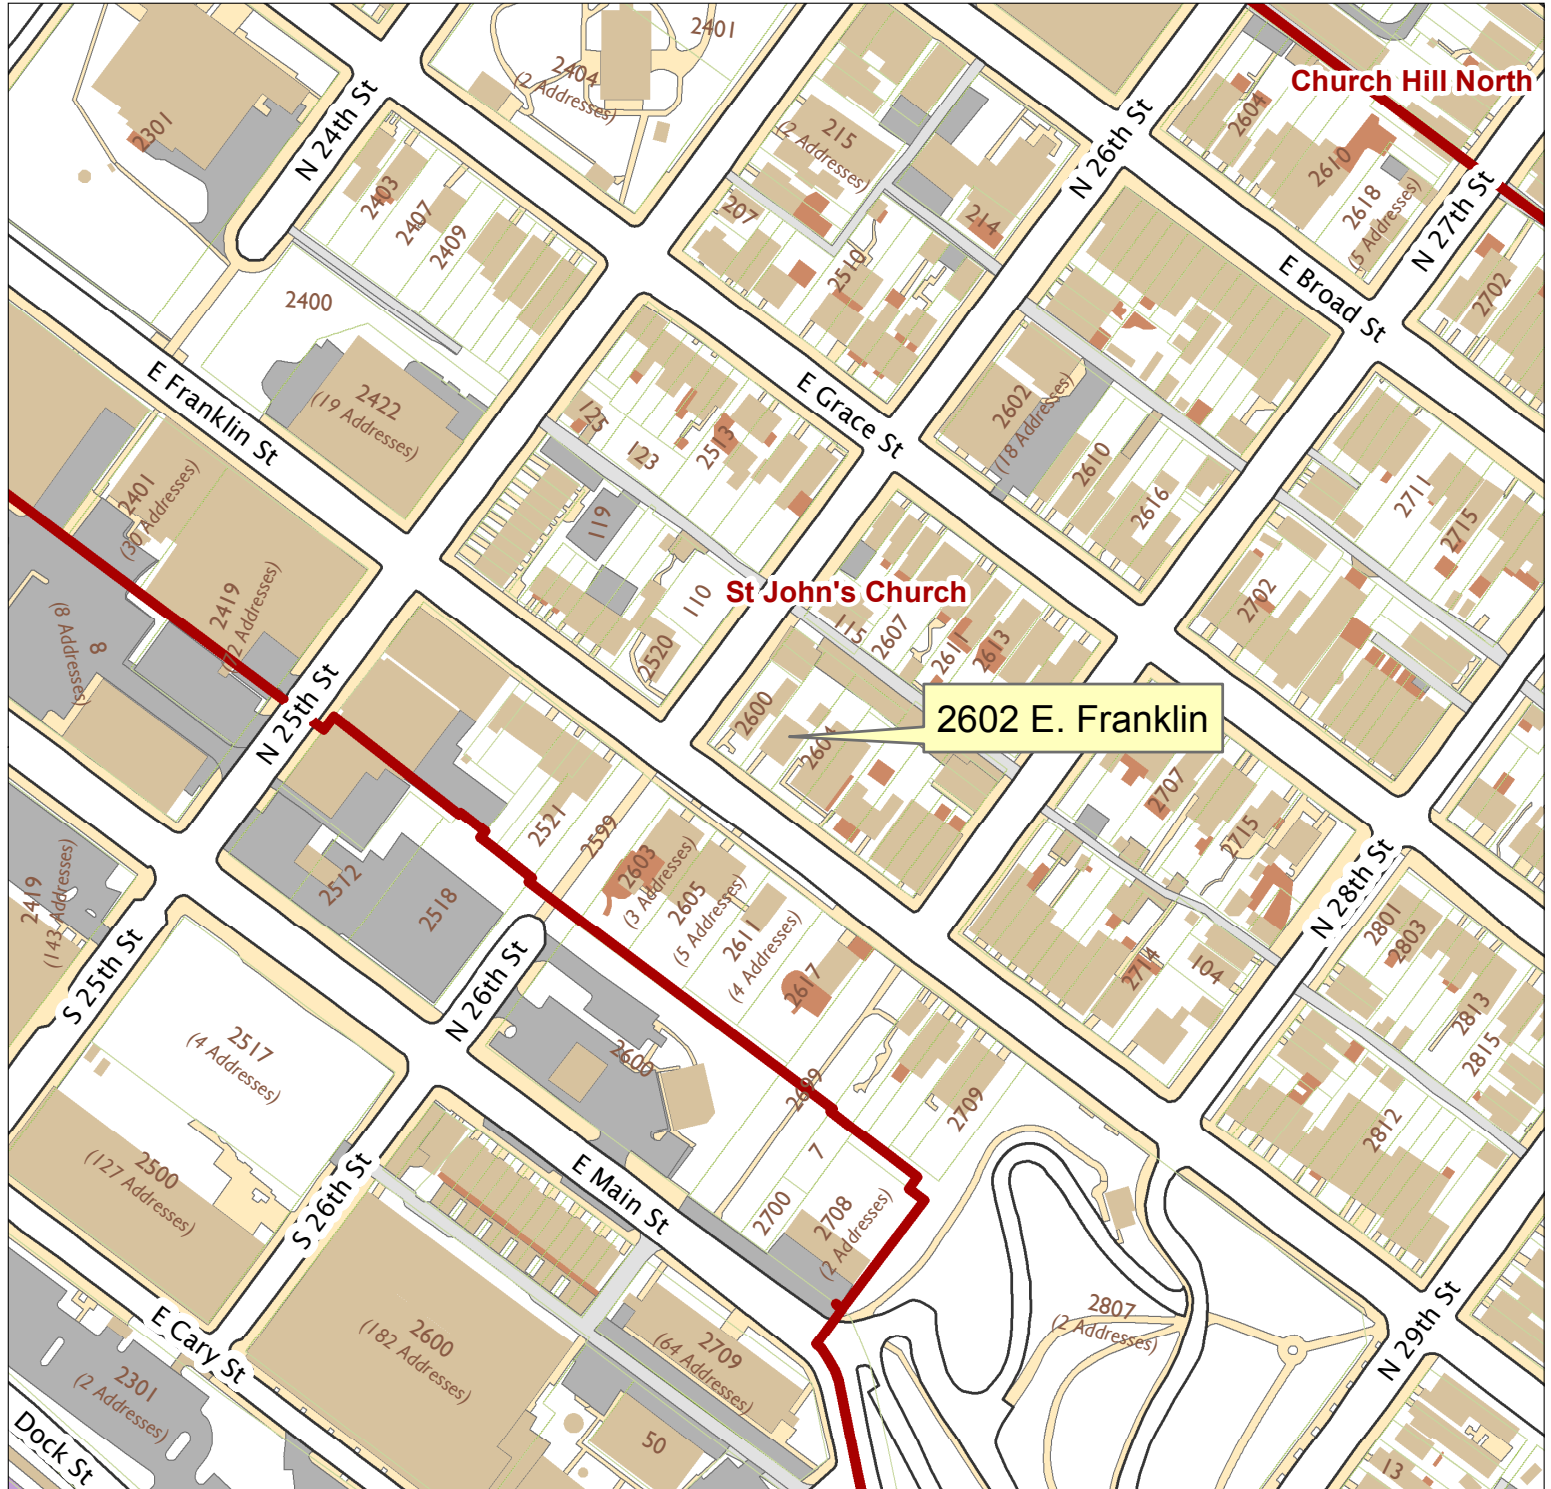 2401
2404
(2 Addresses)
Church Hill North
2301
N 24th St
215
(2 Addresses)
N 26th St
2604
2610
2618
(5 Addresses)
N 27th St
2403
2407
2409
207
214
2510
E Broad St
2702
2400
E Franklin St
2422
(19 Addresses)
E Grace St
125
123
2513
2602
(18 Addresses)
2610
2616
2711
2715
2401
(30 Addresses)
119
110
St John's Church
2702
2419
8
(8 Addresses)
115
2607
2611
2613
2520
2600
2604
2602 E. Franklin
N 25th St
2521
2599
2707
2715
2603
(3 Addresses)
2605
(5 Addresses)
2611
(4 Addresses)
2617
2512
2518
2419
(143 Addresses)
N 28th St
2801
2803
2714
104
2813
2815
S 25th St
N 26th St
2517
(4 Addresses)
2600
2699
2709
7
2812
2500
(127 Addresses)
S 26th St
E Main St
2700
2708
(2 Addresses)
2807
(2 Addresses)
N 29th St
E Cary St
2600
(182 Addresses)
2709
(64 Addresses)
2301
(2 Addresses)
50
Dock St
13